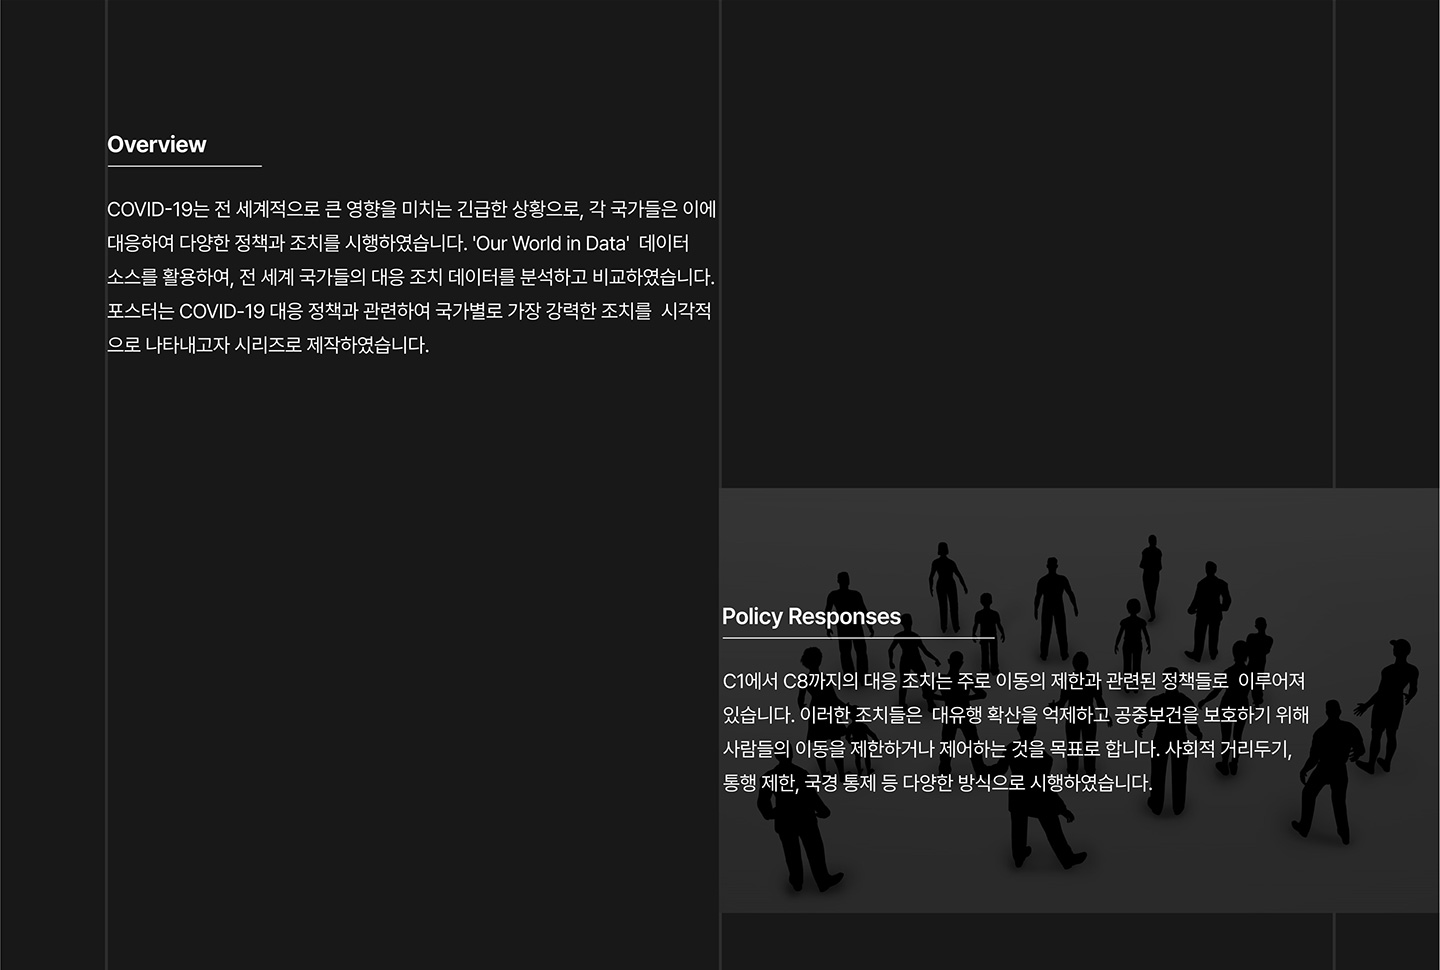 Overview
COVID-19는 전 세계적으로 큰 영향을 미치는 긴급한 상황으로, 각 국가들은 이에
대응하여 다양한 정책과 조치를 시행하였습니다. 'Our World in Data'  데이터
소스를 활용하여, 전 세계 국가들의 대응 조치 데이터를 분석하고 비교하였습니다.
포스터는 COVID-19 대응 정책과 관련하여 국가별로 가장 강력한 조치를  시각적
으로 나타내고자 시리즈로 제작하였습니다.
Policy Responses
C1에서 C8까지의 대응 조치는 주로 이동의 제한과 관련된 정책들로  이루어져
있습니다. 이러한 조치들은  대유행 확산을 억제하고 공중보건을 보호하기 위해
사람들의 이동을 제한하거나 제어하는 것을 목표로 합니다. 사회적 거리두기,
통행 제한, 국경 통제 등 다양한 방식으로 시행하였습니다.